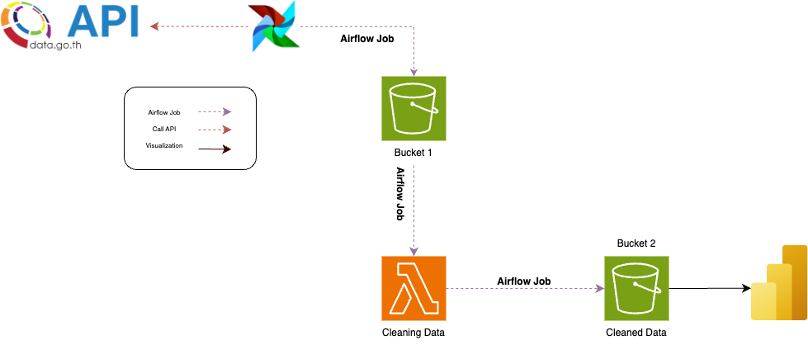 API
data.go.th
Airflow Job
Airflow Job
Call API
Visualization
Bucket 1
Airflow Job
Bucket 2
Airflow Job
Cleaning Data
Cleaned Data